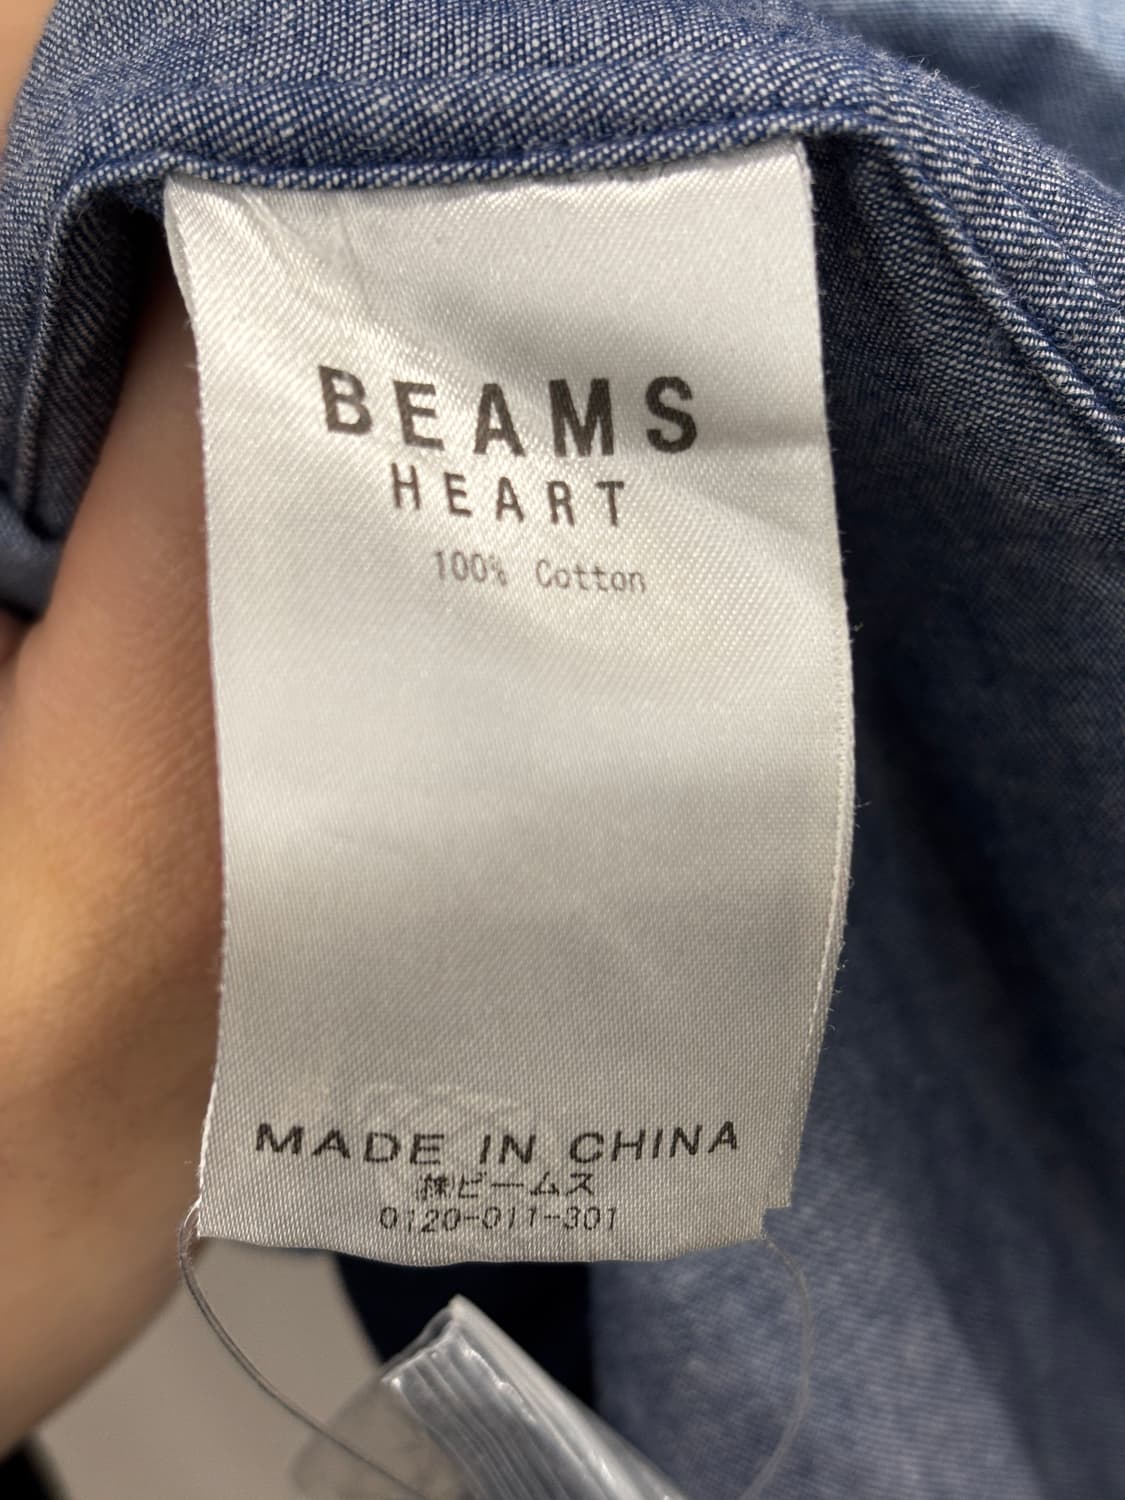 BEAMS
HEART
100% Cotton
MADE IN CHINA
㈱ビームス
0120-011-301